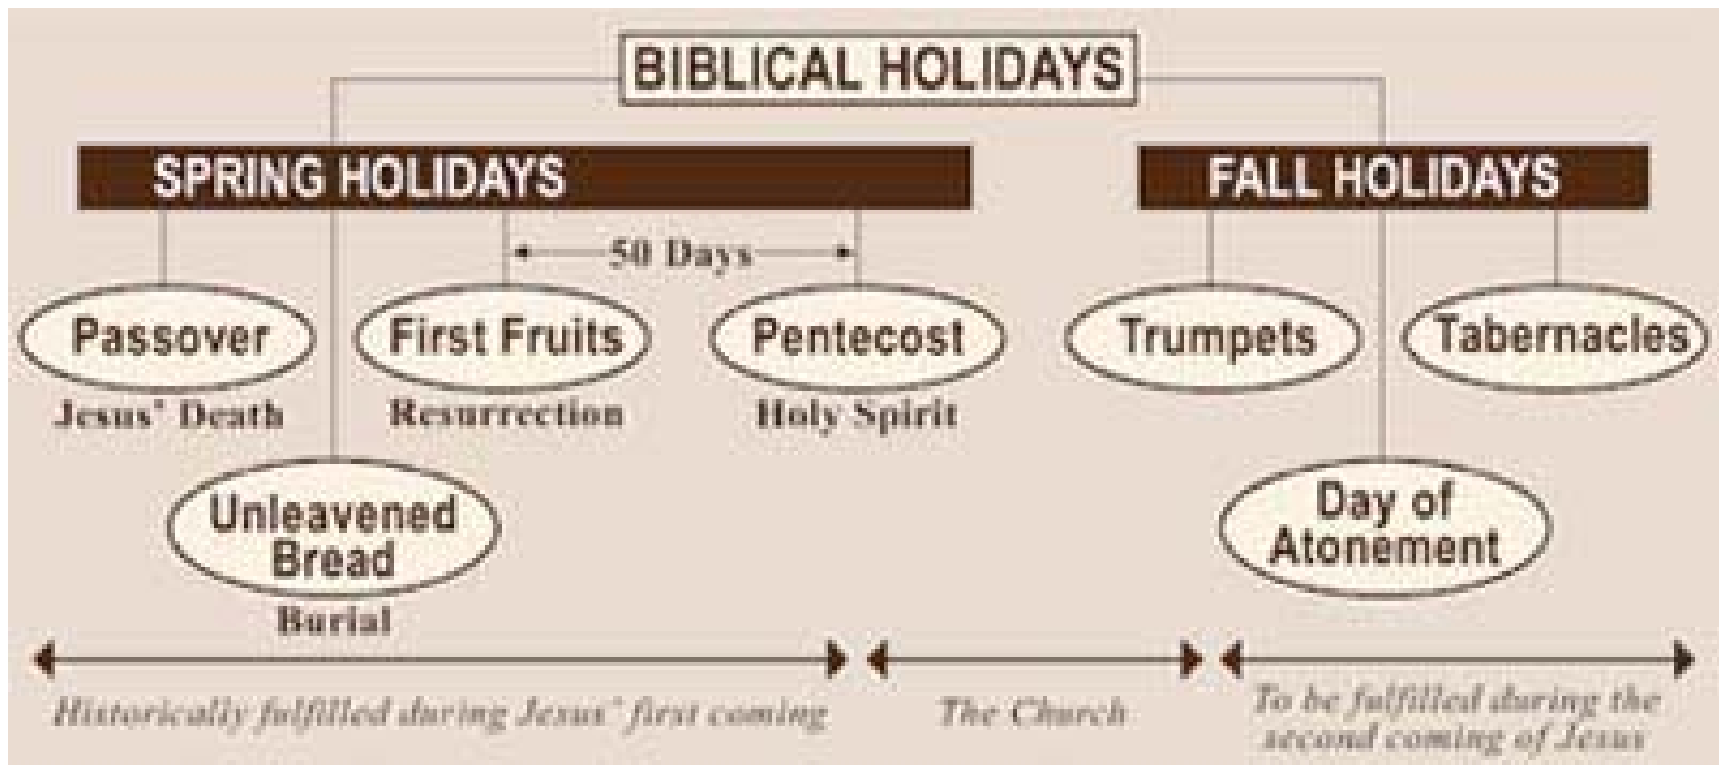 BIBLICAL HOLIDAYS
SPRING HOLIDAYS
FALL HOLIDAYS
50 Days
Passover
First Fruits
Pentecost
Trumpets
Tabernacles
Jesus' Death
Resurrection
Holy Spirit
Unleavened
Bread
Day of
Atonement
Burial
Historically fulfilled during Jesus' first coming
The Church
To be fulfilled during the
second coming of Jesus